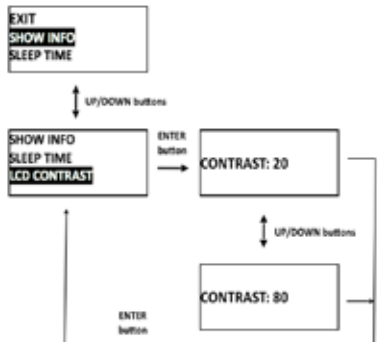 EXIT
SHOW INFO
SLEEP TIME
UP/DOWN buttons
SHOW INFO
SLEEP TIME
LCD CONTRAST
ENTER
button
CONTRAST: 20
UP/DOWN buttons
CONTRAST: 80
ENTER
button